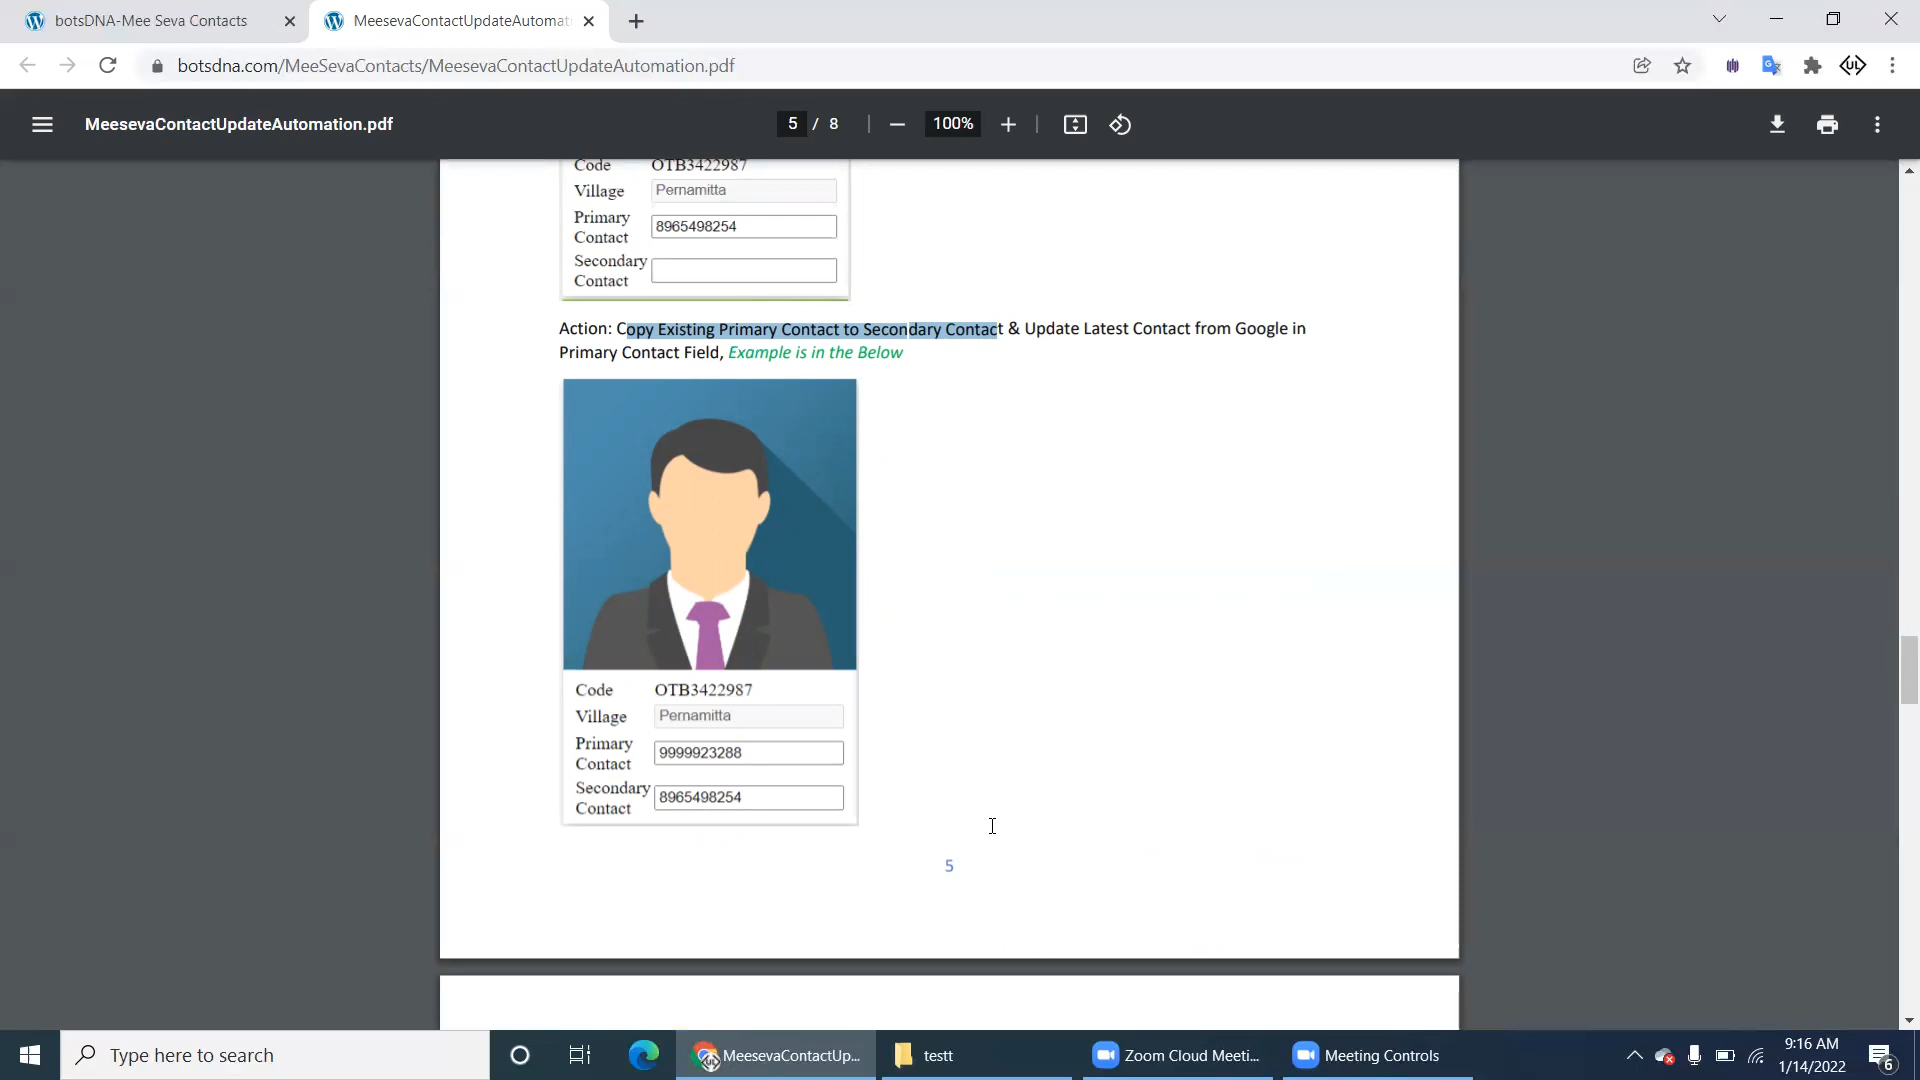 botsDNA-Mee Seva Contacts
MeesevaContactUpdateAutomati
botsdna.com/MeeSevaContacts/MeesevaContactUpdateAutomation.pdf
MeesevaContactUpdateAutomation.pdf
5 / 8
100%
Code OTB3422987
Village Pernamitta
Primary Contact 8965498254
Secondary Contact
Action: Copy Existing Primary Contact to Secondary Contact & Update Latest Contact from Google in
Primary Contact Field, Example is in the Below
Code OTB3422987
Village Pernamitta
Primary Contact 9999923288
Secondary Contact 8965498254
5
Type here to search
MeesevaContactUp...
testt
Zoom Cloud Meeti...
Meeting Controls
9:16 AM
1/14/2022
6